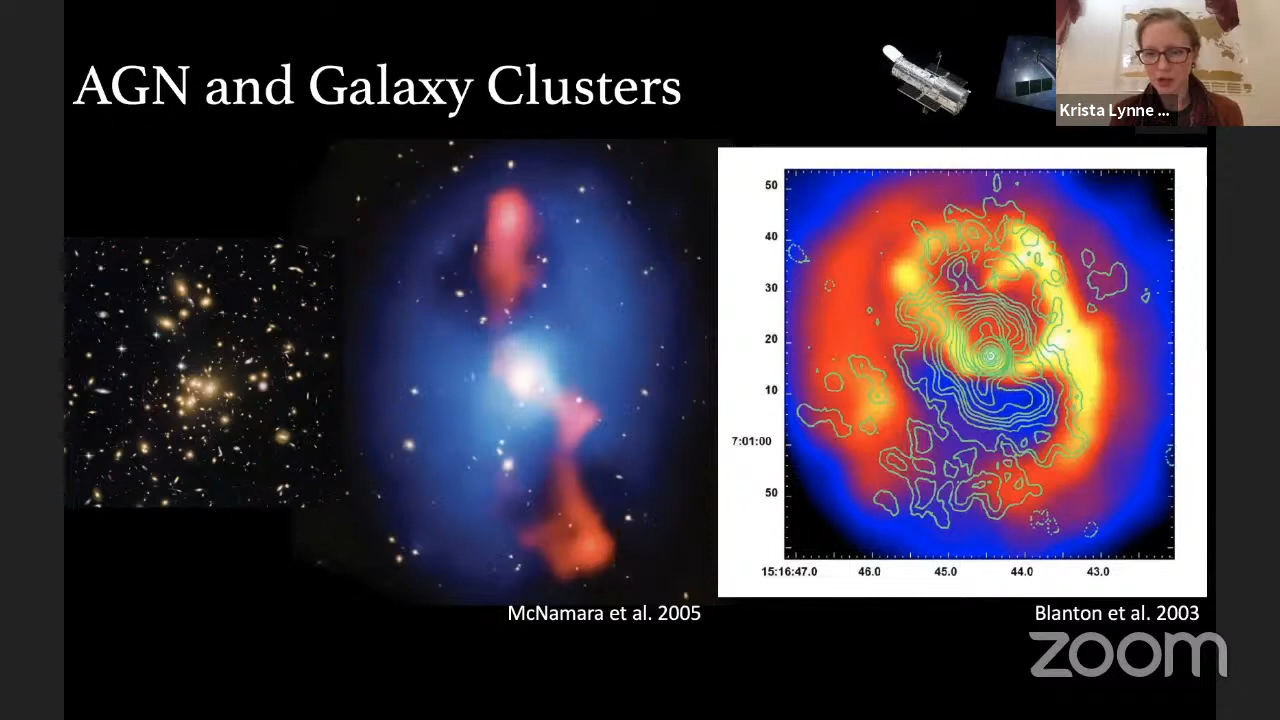 AGN and Galaxy Clusters
Krista Lynne ...
50
40
30
20
10
7:01:00
50
15:16:47.0 46.0 45.0 44.0 43.0
McNamara et al. 2005
Blanton et al. 2003
zoom